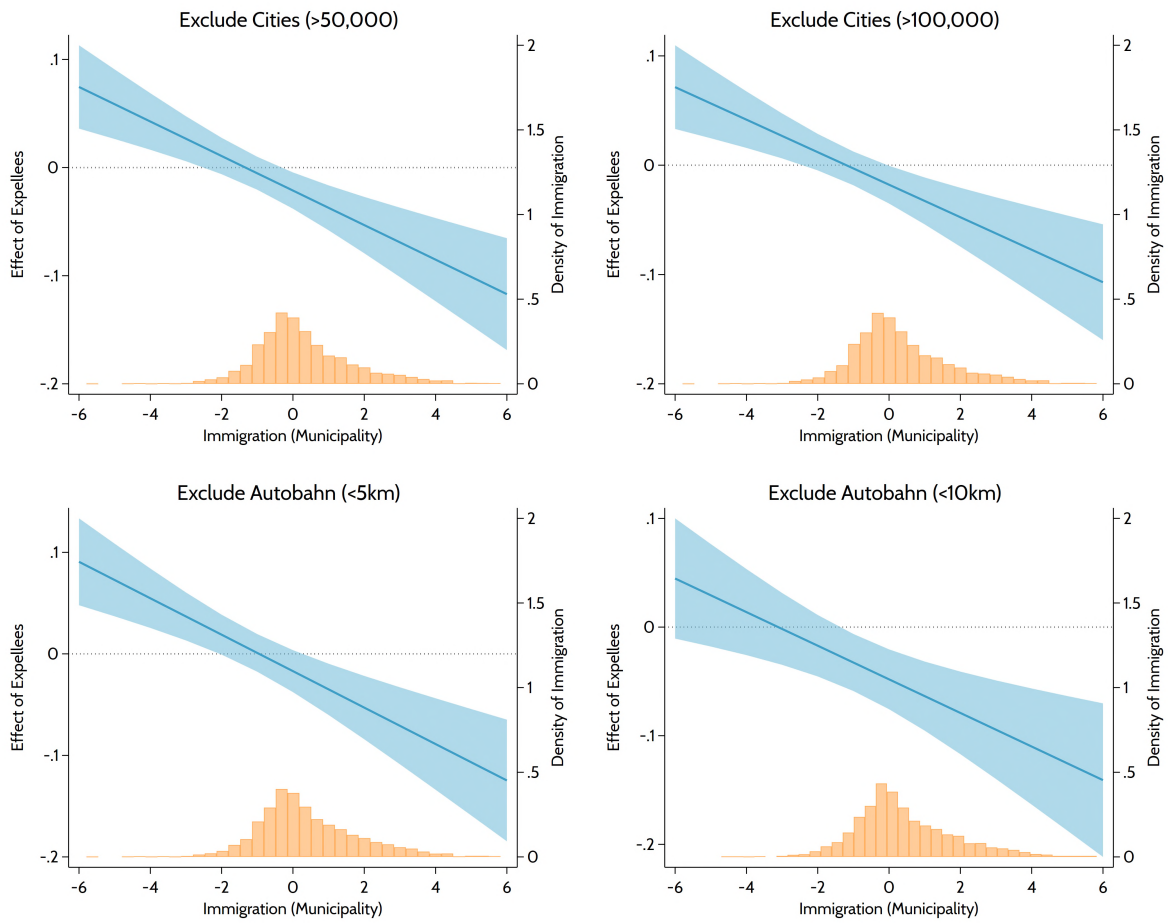 Exclude Cities (>50,000)
.1
0
-.1
-.2
Effect of Expellees
2
1.5
1
.5
0
Density of Immigration
-6 -4 -2 0 2 4 6
Immigration (Municipality)
Exclude Cities (>100,000)
.1
0
-.1
-.2
Effect of Expellees
2
1.5
1
.5
0
Density of Immigration
-6 -4 -2 0 2 4 6
Immigration (Municipality)
Exclude Autobahn (<5km)
.1
0
-.1
-.2
Effect of Expellees
2
1.5
1
.5
0
Density of Immigration
-6 -4 -2 0 2 4 6
Immigration (Municipality)
Exclude Autobahn (<10km)
.1
0
-.1
-.2
Effect of Expellees
2
1.5
1
.5
0
Density of Immigration
-6 -4 -2 0 2 4 6
Immigration (Municipality)